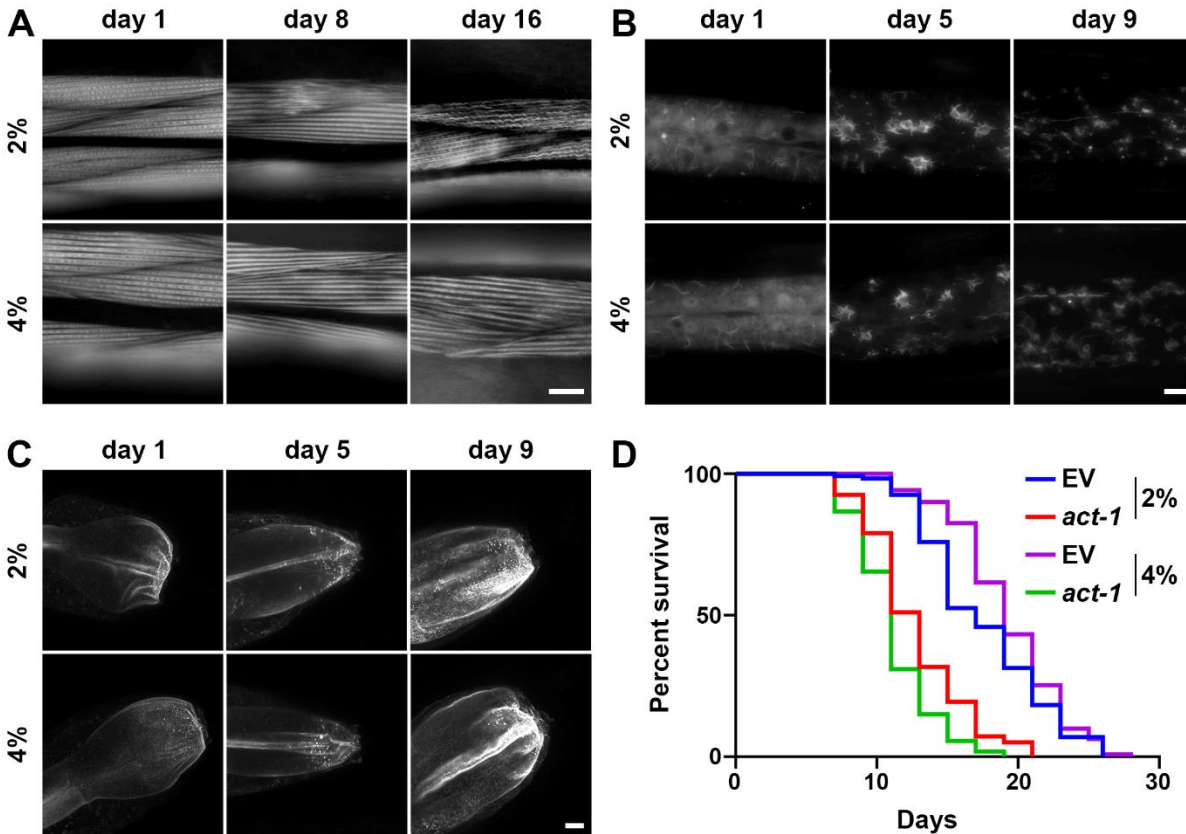 A
day 1 day 8 day 16
2%
4%
B
day 1 day 5 day 9
2%
4%
C
day 1 day 5 day 9
2%
4%
D
100
50
0
Percent survival
0 10 20 30
Days
EV
act-1
2%
EV
act-1
4%